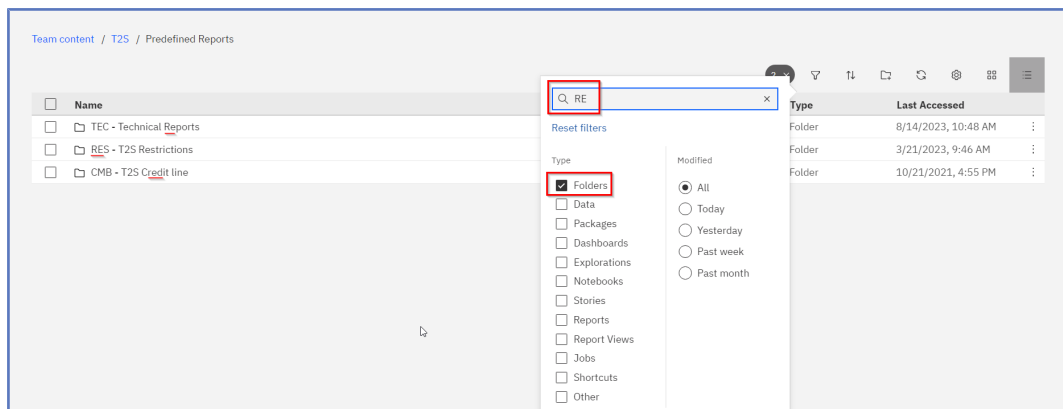 Team content / T2S / Predefined Reports
2 ×
RE ×
Name Type Last Accessed
TEC - Technical Reports Folder 8/14/2023, 10:48 AM
RES - T2S Restrictions Folder 3/21/2023, 9:46 AM
CMB - T2S Credit line Folder 10/21/2021, 4:55 PM
Reset filters
Type
Folders
Data
Packages
Dashboards
Explorations
Notebooks
Stories
Reports
Report Views
Jobs
Shortcuts
Other
Modified
All
Today
Yesterday
Past week
Past month